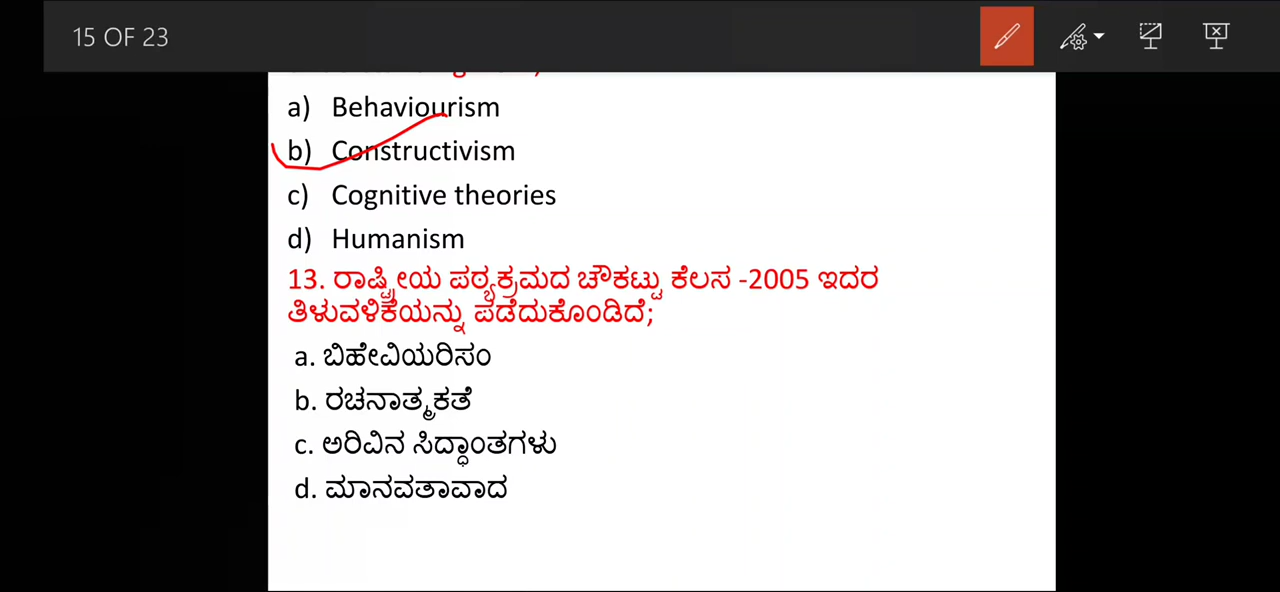 15 OF 23
a) Behaviourism
b) Constructivism
c) Cognitive theories
d) Humanism
13. ರಾಷ್ಟ್ರೀಯ ಪಠ್ಯಕ್ರಮದ ಚೌಕಟ್ಟು ಕೆಲಸ -2005 ಇದರ
ತಿಳುವಳಿಕೆಯನ್ನು ಪಡೆದುಕೊಂಡಿದೆ;
a. ಬಿಹೇವಿಯರಿಸಂ
b. ರಚನಾತ್ಮಕತೆ
c. ಅರಿವಿನ ಸಿದ್ಧಾಂತಗಳು
d. ಮಾನವತಾವಾದ